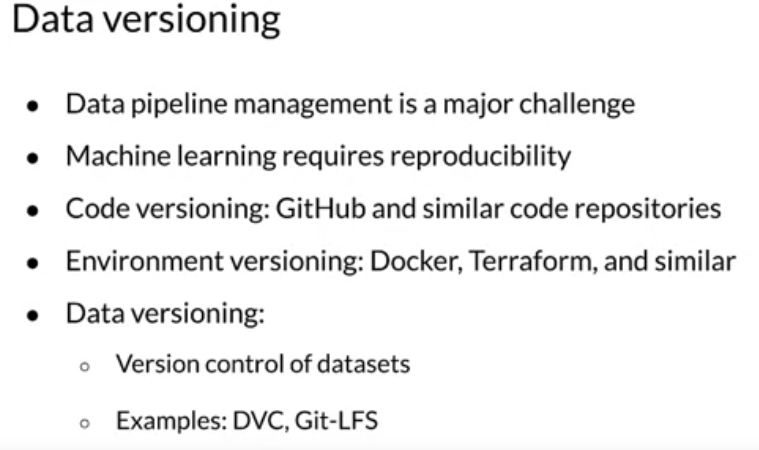 Data versioning
● Data pipeline management is a major challenge
● Machine learning requires reproducibility
● Code versioning: GitHub and similar code repositories
● Environment versioning: Docker, Terraform, and similar
● Data versioning:
○ Version control of datasets
○ Examples: DVC, Git-LFS